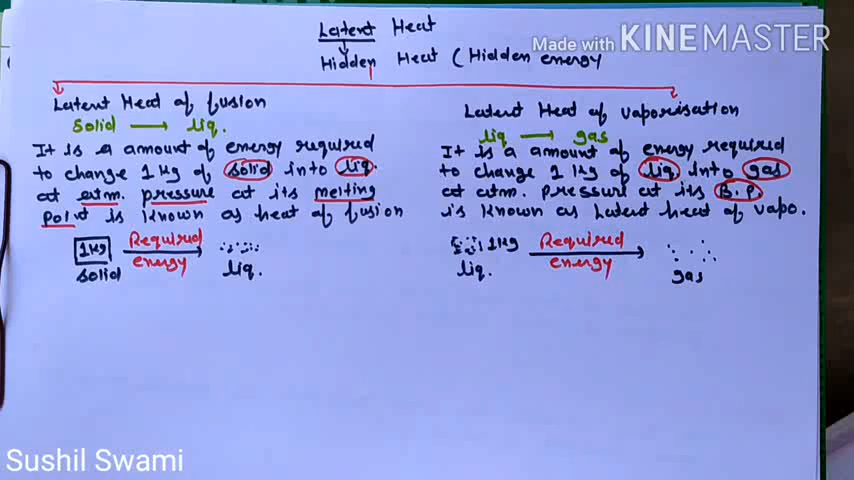 Latent Heat
Made with KINEMASTER
Hidden Heat (Hidden energy
Latent Heat of fusion
Solid → liq.
It is a amount of energy required
to change 1 Kg of solid into liq.
at atm. pressure at its melting
point is known as heat of fusion
1Kg Required energy
solid liq.
Latent Heat of vaporisation
liq → gas
It is a amount of energy required
to change 1 Kg of liq. into gas
at atm. pressure at its B.P.
is known as latent heat of vapo.
1Kg Required energy
liq. gas
Sushil Swami